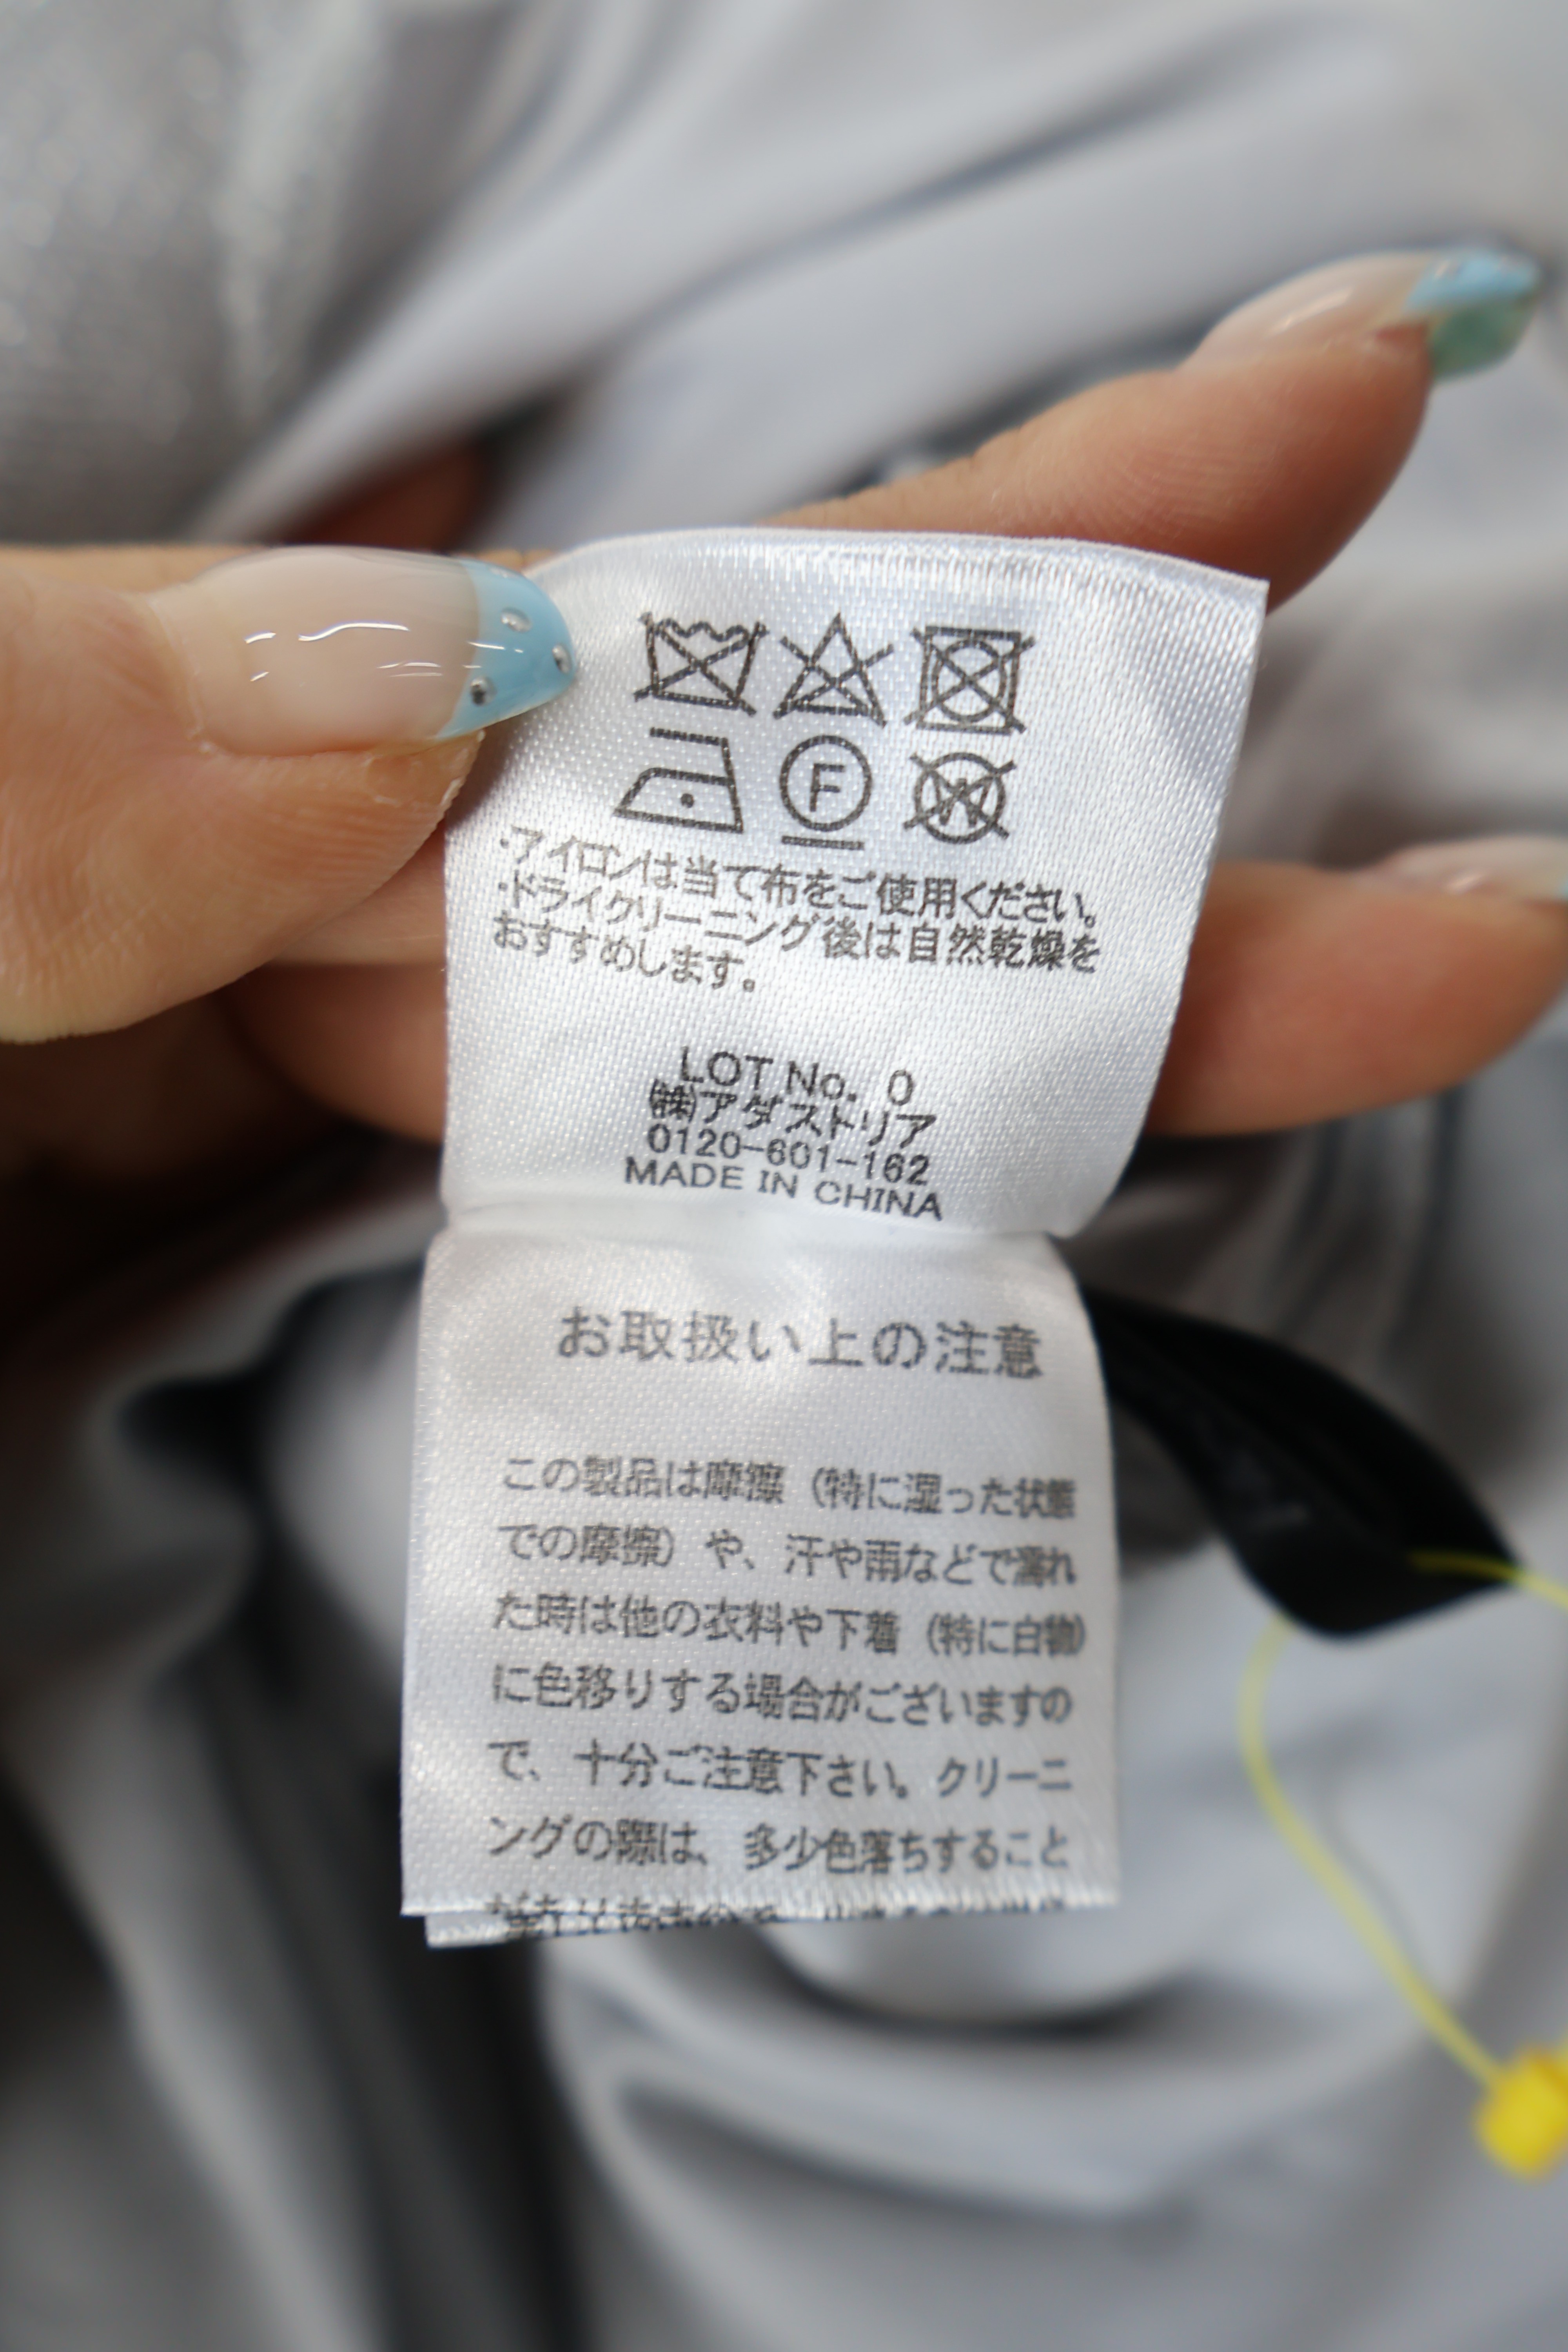 F
W
・アイロンは当て布をご使用ください。
・ドライクリーニング後は自然乾燥を
おすすめします。
LOT No. 0
㈱アダストリア
0120-601-162
MADE IN CHINA
お取扱い上の注意
この製品は摩擦（特に湿った状態
での摩擦）や、汗や雨などで濡れ
た時は他の衣料や下着（特に白物）
に色移りする場合がございますの
で、十分ご注意下さい。クリーニ
ングの際は、多少色落ちすること